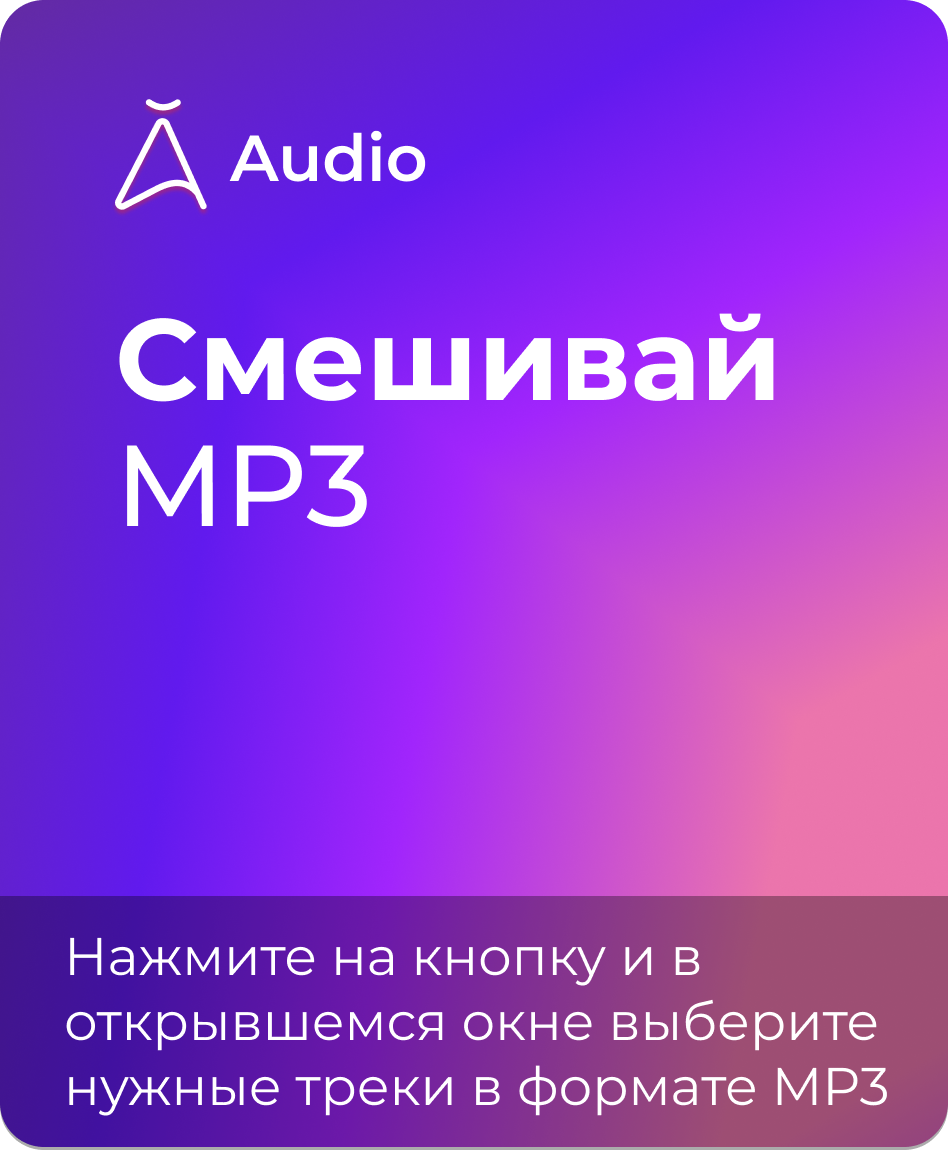 Audio
Смешивай
MP3
Нажмите на кнопку и в
открывшемся окне выберите
нужные треки в формате MP3